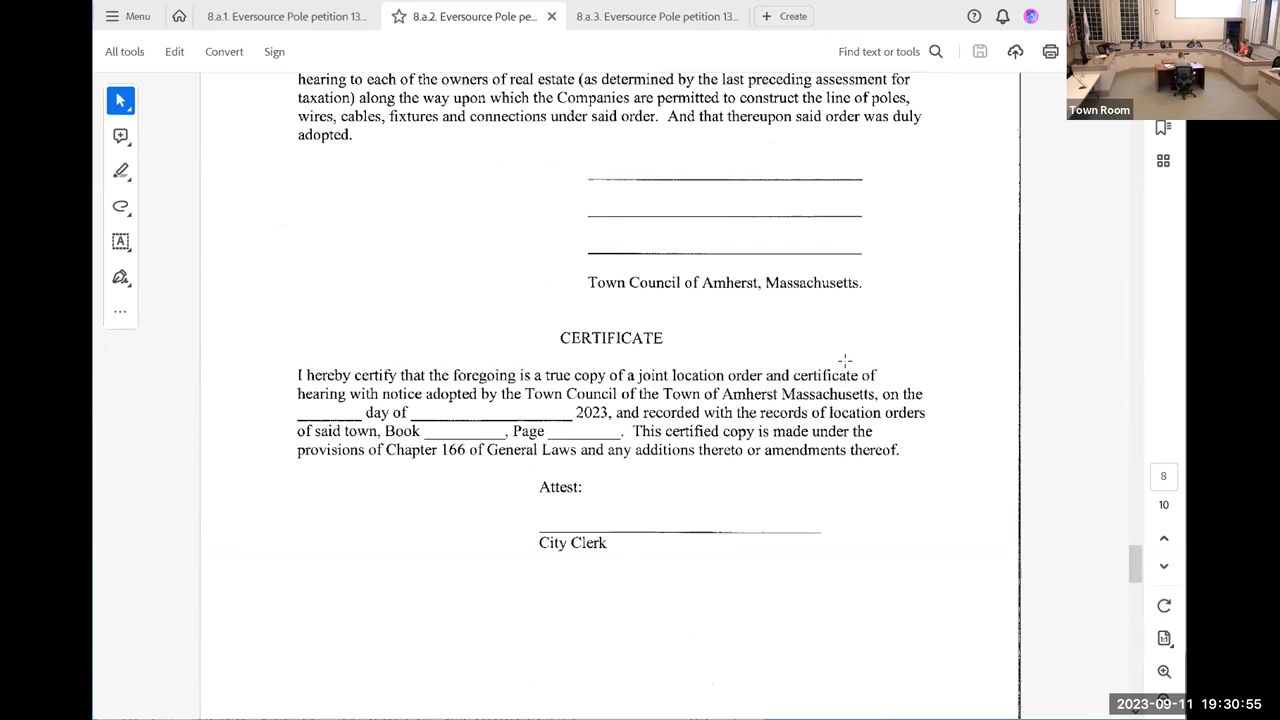 Menu
8.a.1. Eversource Pole petition 13...
8.a.2. Eversource Pole pe...
8.a.3. Eversource Pole petition 13...
Create
All tools
Edit
Convert
Sign
Find text or tools
Town Room
hearing to each of the owners of real estate (as determined by the last preceding assessment for
taxation) along the way upon which the Companies are permitted to construct the line of poles,
wires, cables, fixtures and connections under said order. And that thereupon said order was duly
adopted.
Town Council of Amherst, Massachusetts.
CERTIFICATE
I hereby certify that the foregoing is a true copy of a joint location order and certificate of
hearing with notice adopted by the Town Council of the Town of Amherst Massachusetts, on the
_______ day of __________________ 2023, and recorded with the records of location orders
of said town, Book _________, Page ________. This certified copy is made under the
provisions of Chapter 166 of General Laws and any additions thereto or amendments thereof.
Attest:
City Clerk
8
10
2023-09-11 19:30:55